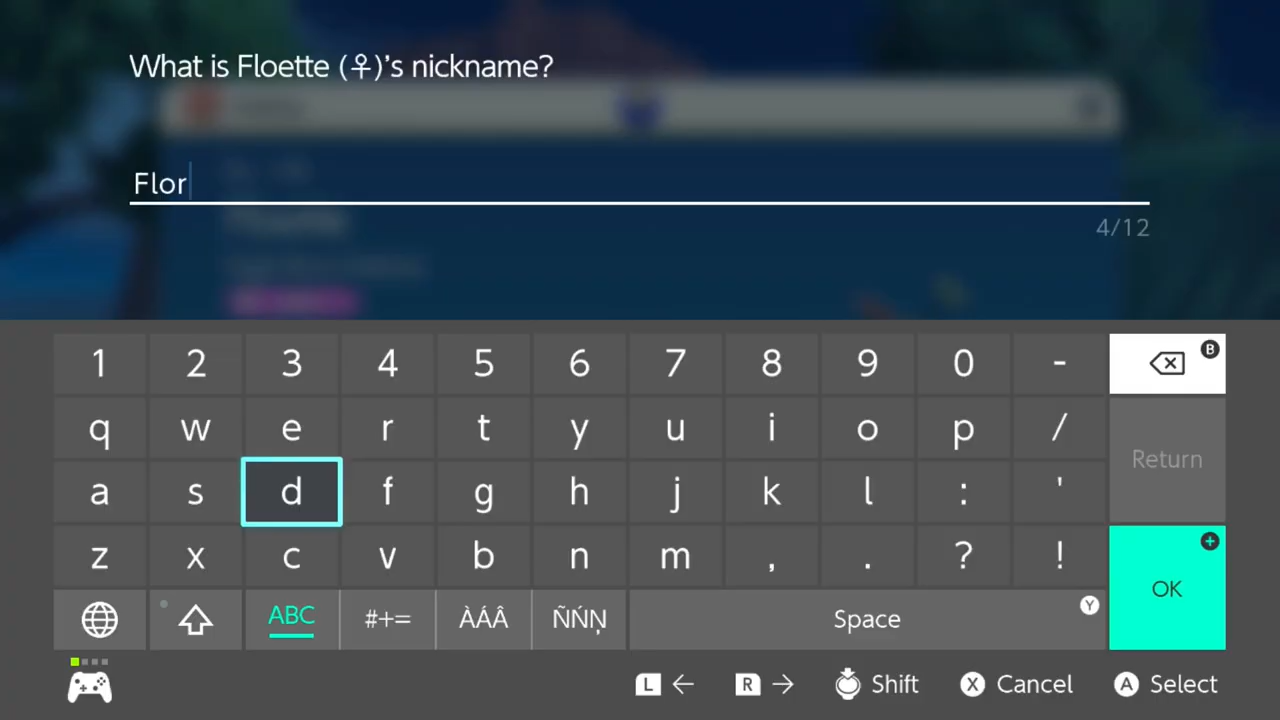 What is Floette (♀)'s nickname?
Flor
4/12
1 2 3 4 5 6 7 8 9 0 - B
q w e r t y u i o p / Return
a s d f g h j k l : '
z x c v b n m , . ? ! + OK
ABC #+= ÀÁÂ ÑŃŅ Space Y
L ← R → Shift X Cancel A Select